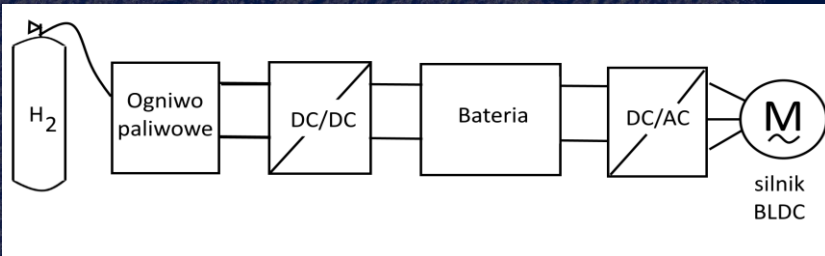 H2
Ogniwo
paliwowe
DC/DC
Bateria
DC/AC
M
silnik
BLDC